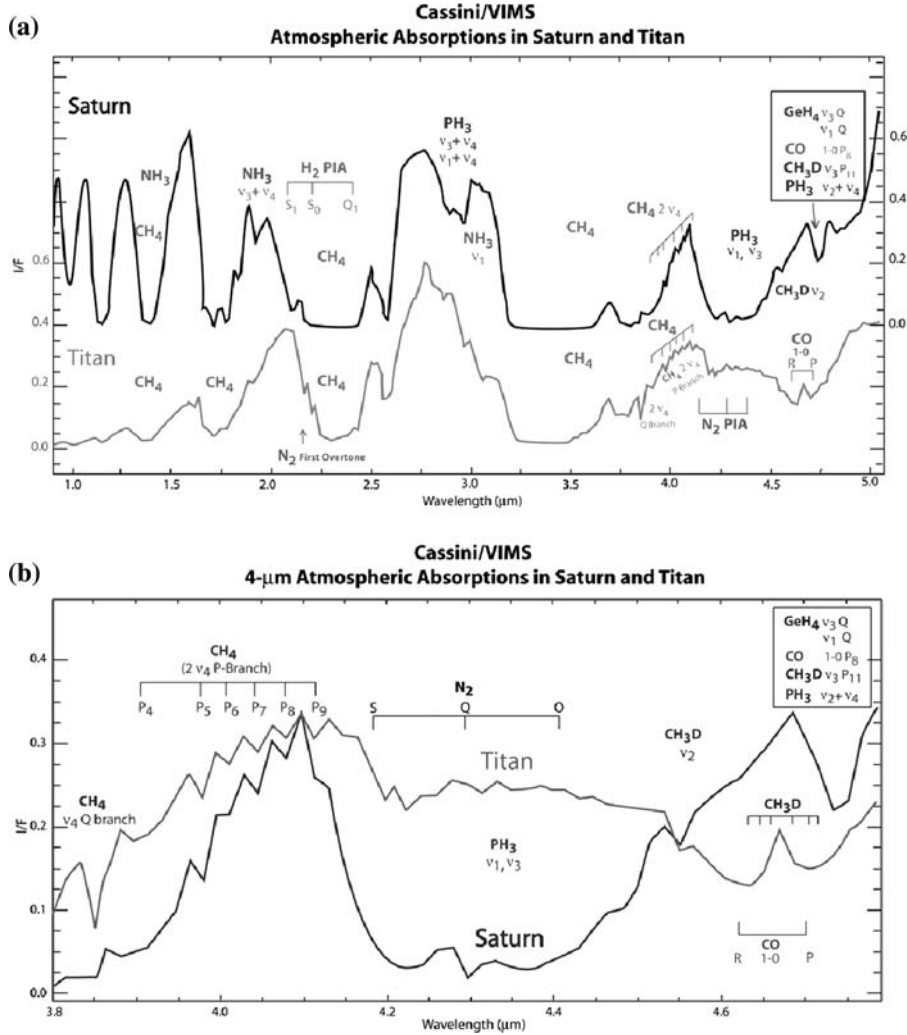 (a)
Cassini/VIMS
Atmospheric Absorptions in Saturn and Titan
Saturn
PH₃
ν₃+ ν₄
ν₁+ ν₄
GeH₄ ν₃ Q
ν₁ Q
CO 1-0 P₈
CH₃D ν₃ P₁₁
PH₃ ν₂+ ν₄
0.6
0.4
0.2
0.0
NH₃
NH₃
ν₃+ ν₄
H₂ PIA
S₁ S₀ Q₁
CH₄
CH₄
NH₃
ν₁
CH₄
CH₄ 2 ν₄
PH₃
ν₁, ν₃
CH₃D ν₂
I/F
0.6
0.4
0.2
0.0
Titan
CH₄
CH₄
CH₄
CH₄
CH₄
CH₄ 2 ν₄
P Branch
2 ν₄
Q Branch
N₂ PIA
CO
1-0
R P
N₂ First Overtone
1.0 1.5 2.0 2.5 3.0 3.5 4.0 4.5 5.0
Wavelength (μm)
(b)
Cassini/VIMS
4-μm Atmospheric Absorptions in Saturn and Titan
GeH₄ ν₃ Q
ν₁ Q
CO 1-0 P₈
CH₃D ν₃ P₁₁
PH₃ ν₂+ ν₄
CH₄
(2 ν₄ P-Branch)
P₄ P₅ P₆ P₇ P₈ P₉
N₂
S Q O
Titan
CH₃D
ν₂
CH₄
ν₄ Q branch
CH₃D
PH₃
ν₁, ν₃
Saturn
CO
R 1-0 P
I/F
0.4
0.3
0.2
0.1
0.0
3.8 4.0 4.2 4.4 4.6
Wavelength (μm)